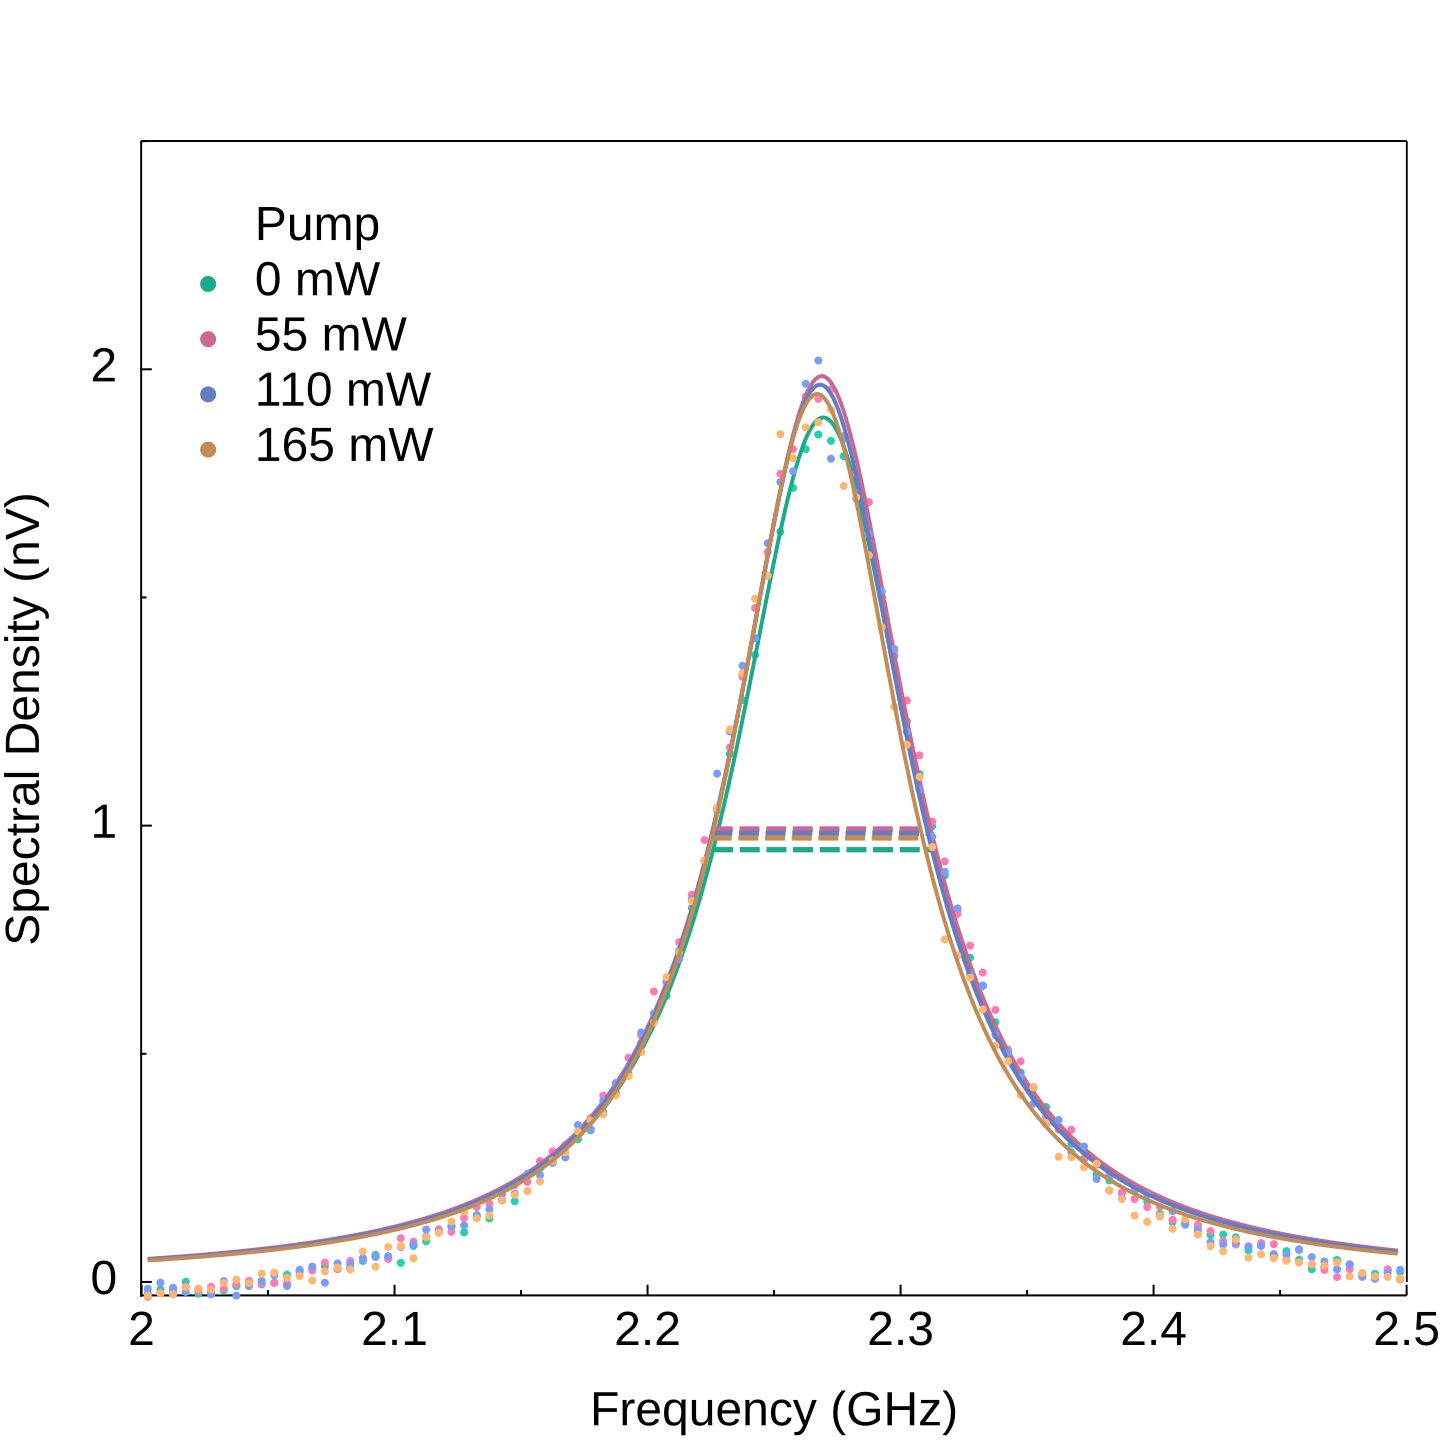 Pump
0 mW
55 mW
110 mW
165 mW
Spectral Density (nV)
2
1
0
2
2.1
2.2
2.3
2.4
2.5
Frequency (GHz)